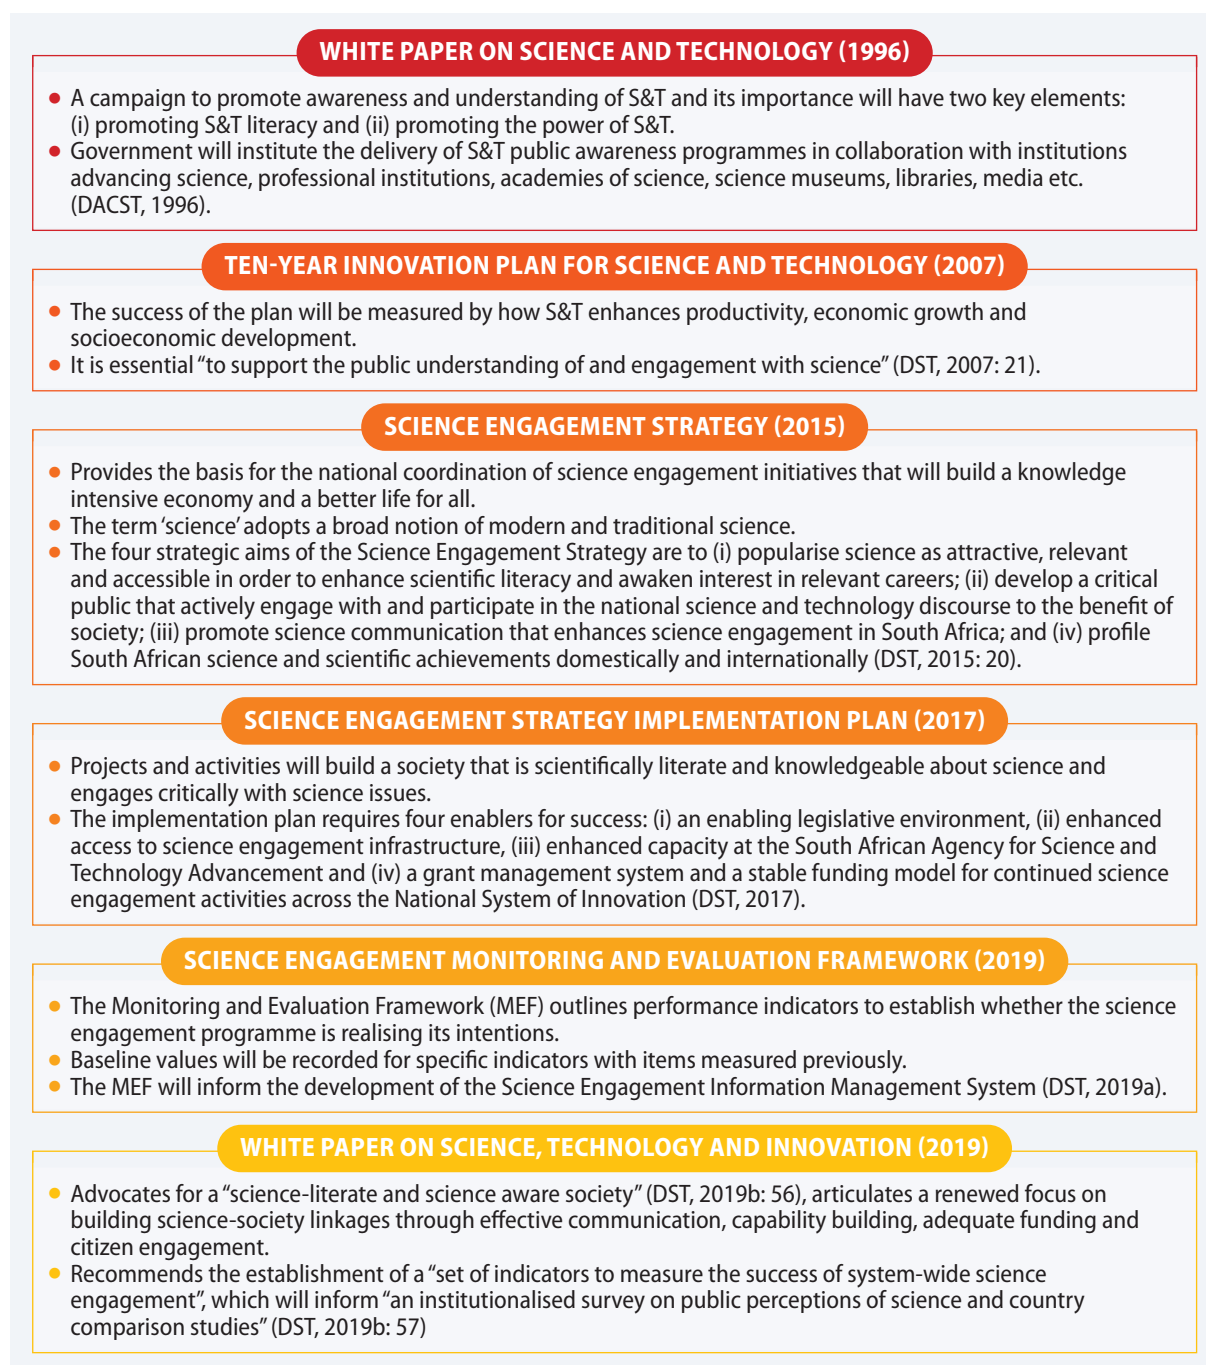 WHITE PAPER ON SCIENCE AND TECHNOLOGY (1996)
• A campaign to promote awareness and understanding of S&T and its importance will have two key elements:
(i) promoting S&T literacy and (ii) promoting the power of S&T.
• Government will institute the delivery of S&T public awareness programmes in collaboration with institutions
advancing science, professional institutions, academies of science, science museums, libraries, media etc.
(DACST, 1996).
TEN-YEAR INNOVATION PLAN FOR SCIENCE AND TECHNOLOGY (2007)
• The success of the plan will be measured by how S&T enhances productivity, economic growth and
socioeconomic development.
• It is essential “to support the public understanding of and engagement with science” (DST, 2007: 21).
SCIENCE ENGAGEMENT STRATEGY (2015)
• Provides the basis for the national coordination of science engagement initiatives that will build a knowledge
intensive economy and a better life for all.
• The term ‘science’ adopts a broad notion of modern and traditional science.
• The four strategic aims of the Science Engagement Strategy are to (i) popularise science as attractive, relevant
and accessible in order to enhance scientific literacy and awaken interest in relevant careers; (ii) develop a critical
public that actively engage with and participate in the national science and technology discourse to the benefit of
society; (iii) promote science communication that enhances science engagement in South Africa; and (iv) profile
South African science and scientific achievements domestically and internationally (DST, 2015: 20).
SCIENCE ENGAGEMENT STRATEGY IMPLEMENTATION PLAN (2017)
• Projects and activities will build a society that is scientifically literate and knowledgeable about science and
engages critically with science issues.
• The implementation plan requires four enablers for success: (i) an enabling legislative environment, (ii) enhanced
access to science engagement infrastructure, (iii) enhanced capacity at the South African Agency for Science and
Technology Advancement and (iv) a grant management system and a stable funding model for continued science
engagement activities across the National System of Innovation (DST, 2017).
SCIENCE ENGAGEMENT MONITORING AND EVALUATION FRAMEWORK (2019)
• The Monitoring and Evaluation Framework (MEF) outlines performance indicators to establish whether the science
engagement programme is realising its intentions.
• Baseline values will be recorded for specific indicators with items measured previously.
• The MEF will inform the development of the Science Engagement Information Management System (DST, 2019a).
WHITE PAPER ON SCIENCE, TECHNOLOGY AND INNOVATION (2019)
• Advocates for a “science-literate and science aware society” (DST, 2019b: 56), articulates a renewed focus on
building science-society linkages through effective communication, capability building, adequate funding and
citizen engagement.
• Recommends the establishment of a “set of indicators to measure the success of system-wide science
engagement”, which will inform “an institutionalised survey on public perceptions of science and country
comparison studies” (DST, 2019b: 57)